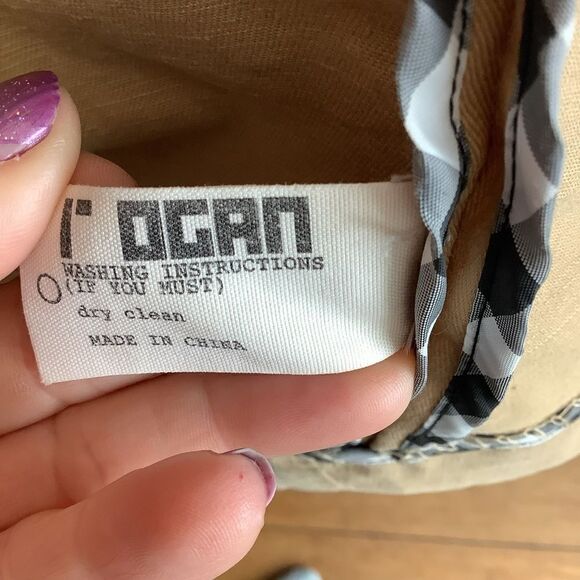 OGAN
WASHING INSTRUCTIONS
(IF YOU MUST)
dry clean
MADE IN CHINA